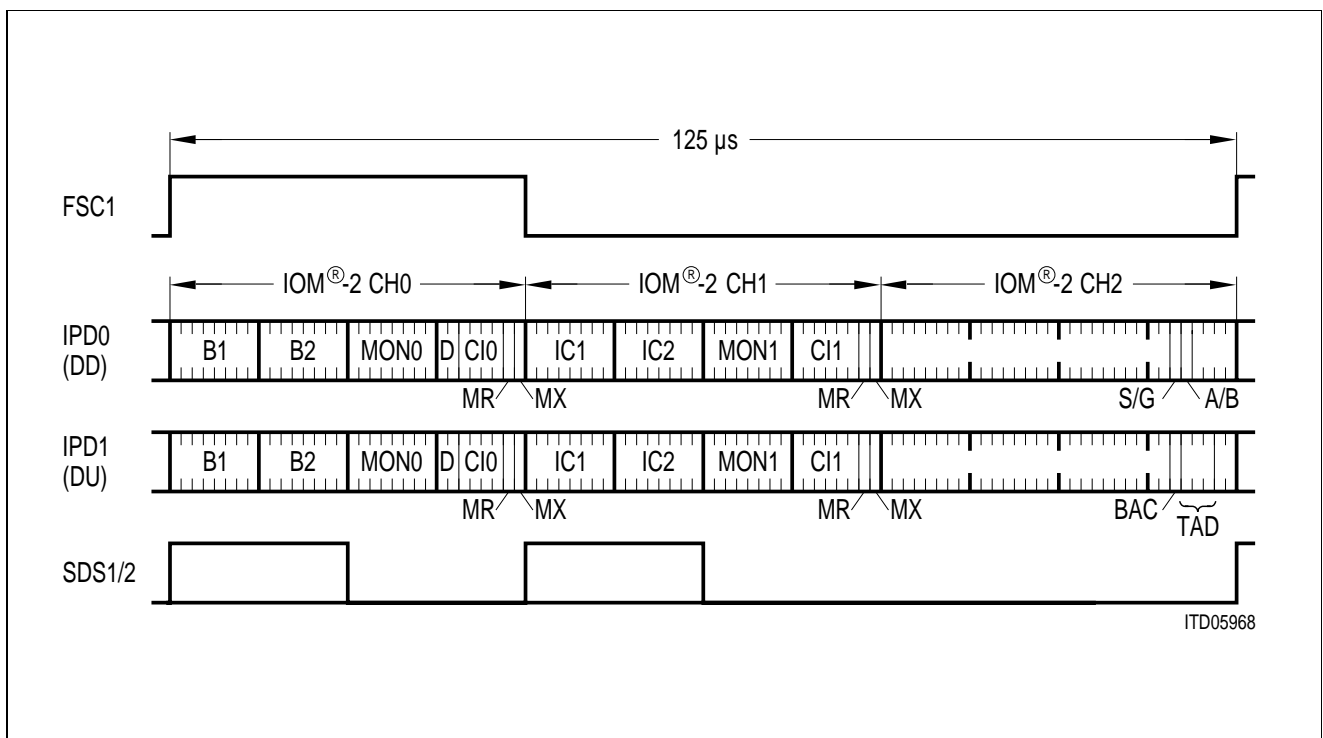 125 µs
FSC1
IOM®-2 CH0 IOM®-2 CH1 IOM®-2 CH2
IPD0 (DD) B1 B2 MON0 D CI0 IC1 IC2 MON1 CI1
MR MX MR MX S/G A/B
IPD1 (DU) B1 B2 MON0 D CI0 IC1 IC2 MON1 CI1
MR MX MR MX BAC TAD
SDS1/2
ITD05968